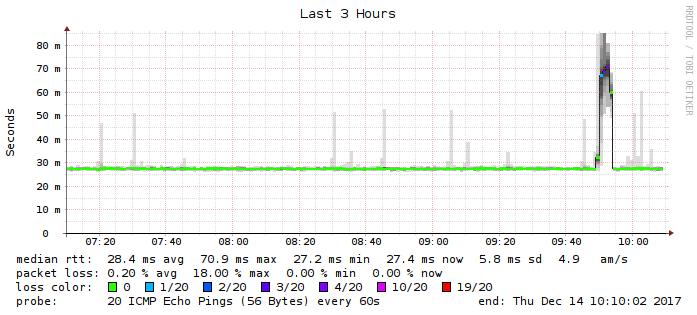 Last 3 Hours
RRDTOOL / TOBI OETIKER
Seconds
80 m
70 m
60 m
50 m
40 m
30 m
20 m
10 m
0
07:20 07:40 08:00 08:20 08:40 09:00 09:20 09:40 10:00
median rtt: 28.4 ms avg 70.9 ms max 27.2 ms min 27.4 ms now 5.8 ms sd 4.9 am/s
packet loss: 0.20 % avg 18.00 % max 0.00 % min 0.00 % now
loss color: 0 1/20 2/20 3/20 4/20 10/20 19/20
probe: 20 ICMP Echo Pings (56 Bytes) every 60s end: Thu Dec 14 10:10:02 2017